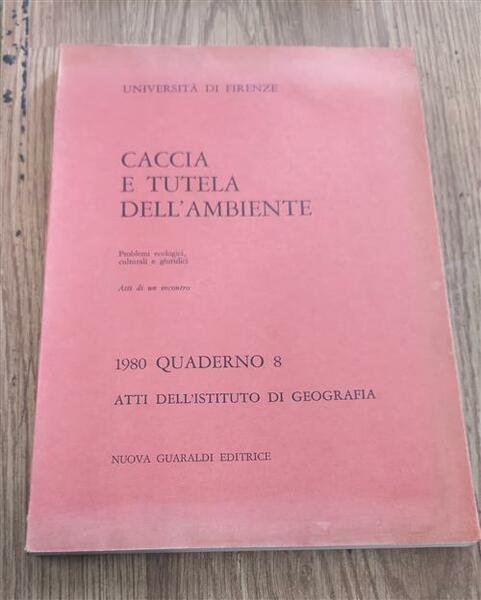 UNIVERSITÀ DI FIRENZE
CACCIA
E TUTELA
DELL'AMBIENTE
Problemi ecologici,
culturali e giuridici
Atti di un incontro
1980 QUADERNO 8
ATTI DELL'ISTITUTO DI GEOGRAFIA
NUOVA GUARALDI EDITRICE